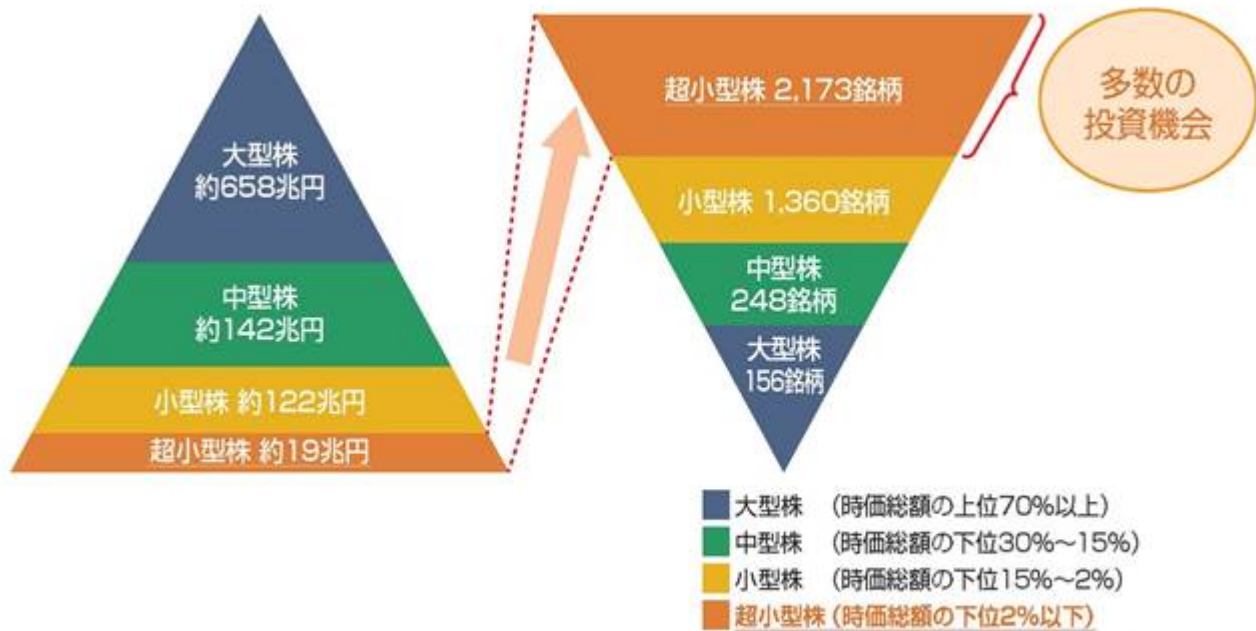 大型株
約658兆円
中型株
約142兆円
小型株 約122兆円
超小型株 約19兆円
超小型株 2,173銘柄
小型株 1,360銘柄
中型株
248銘柄
大型株
156銘柄
多数の
投資機会
大型株 (時価総額の上位70%以上)
中型株 (時価総額の下位30%～15%)
小型株 (時価総額の下位15%～2%)
超小型株 (時価総額の下位2%以下)